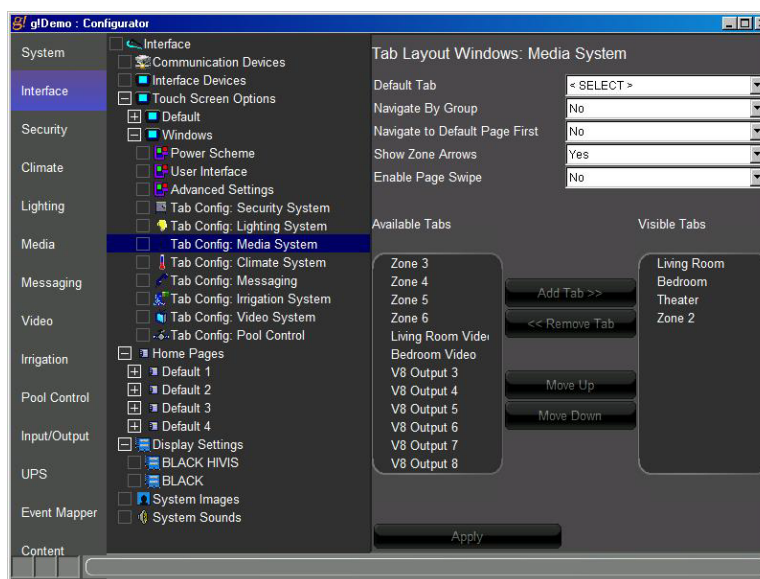 g! g!Demo : Configurator
System
Interface
Security
Climate
Lighting
Media
Messaging
Video
Irrigation
Pool Control
Input/Output
UPS
Event Mapper
Content
Interface
Communication Devices
Interface Devices
Touch Screen Options
Default
Windows
Power Scheme
User Interface
Advanced Settings
Tab Config: Security System
Tab Config: Lighting System
Tab Config: Media System
Tab Config: Climate System
Tab Config: Messaging
Tab Config: Irrigation System
Tab Config: Video System
Tab Config: Pool Control
Home Pages
Default 1
Default 2
Default 3
Default 4
Display Settings
BLACK HIVIS
BLACK
System Images
System Sounds
Tab Layout Windows: Media System
Default Tab < SELECT >
Navigate By Group No
Navigate to Default Page First No
Show Zone Arrows Yes
Enable Page Swipe No
Available Tabs
Zone 3
Zone 4
Zone 5
Zone 6
Living Room Video
Bedroom Video
V8 Output 3
V8 Output 4
V8 Output 5
V8 Output 6
V8 Output 7
V8 Output 8
Add Tab >>
<< Remove Tab
Move Up
Move Down
Visible Tabs
Living Room
Bedroom
Theater
Zone 2
Apply